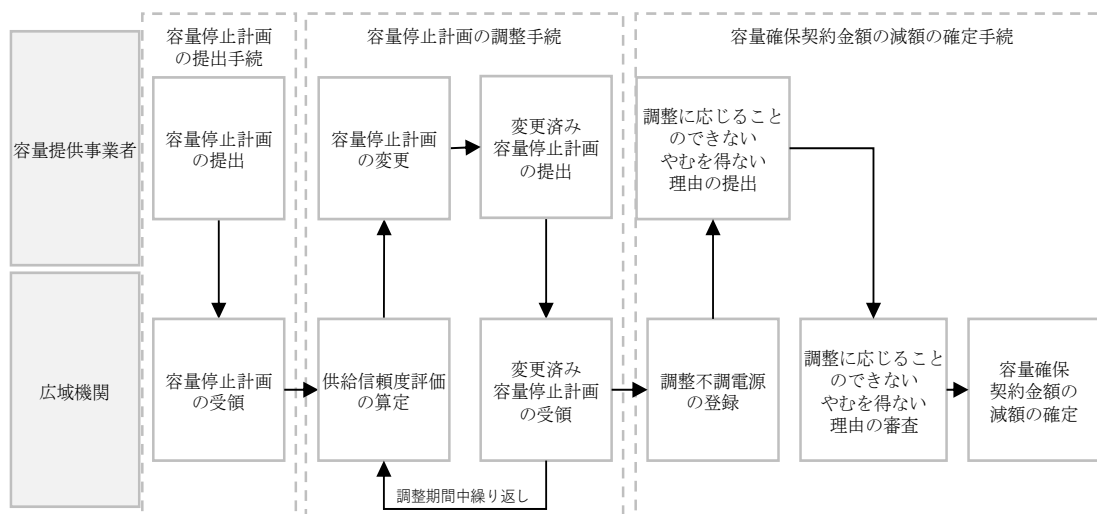 容量停止計画
の提出手続
容量停止計画の調整手続
容量確保契約金額の減額の確定手続
容量提供事業者
容量停止計画
の提出
容量停止計画
の変更
変更済み
容量停止計画
の提出
調整に応じること
のできない
やむを得ない
理由の提出
広域機関
容量停止計画
の受領
供給信頼度評価
の算定
変更済み
容量停止計画
の受領
調整不調電源
の登録
調整に応じること
のできない
やむを得ない
理由の審査
容量確保
契約金額の
減額の確定
調整期間中繰り返し